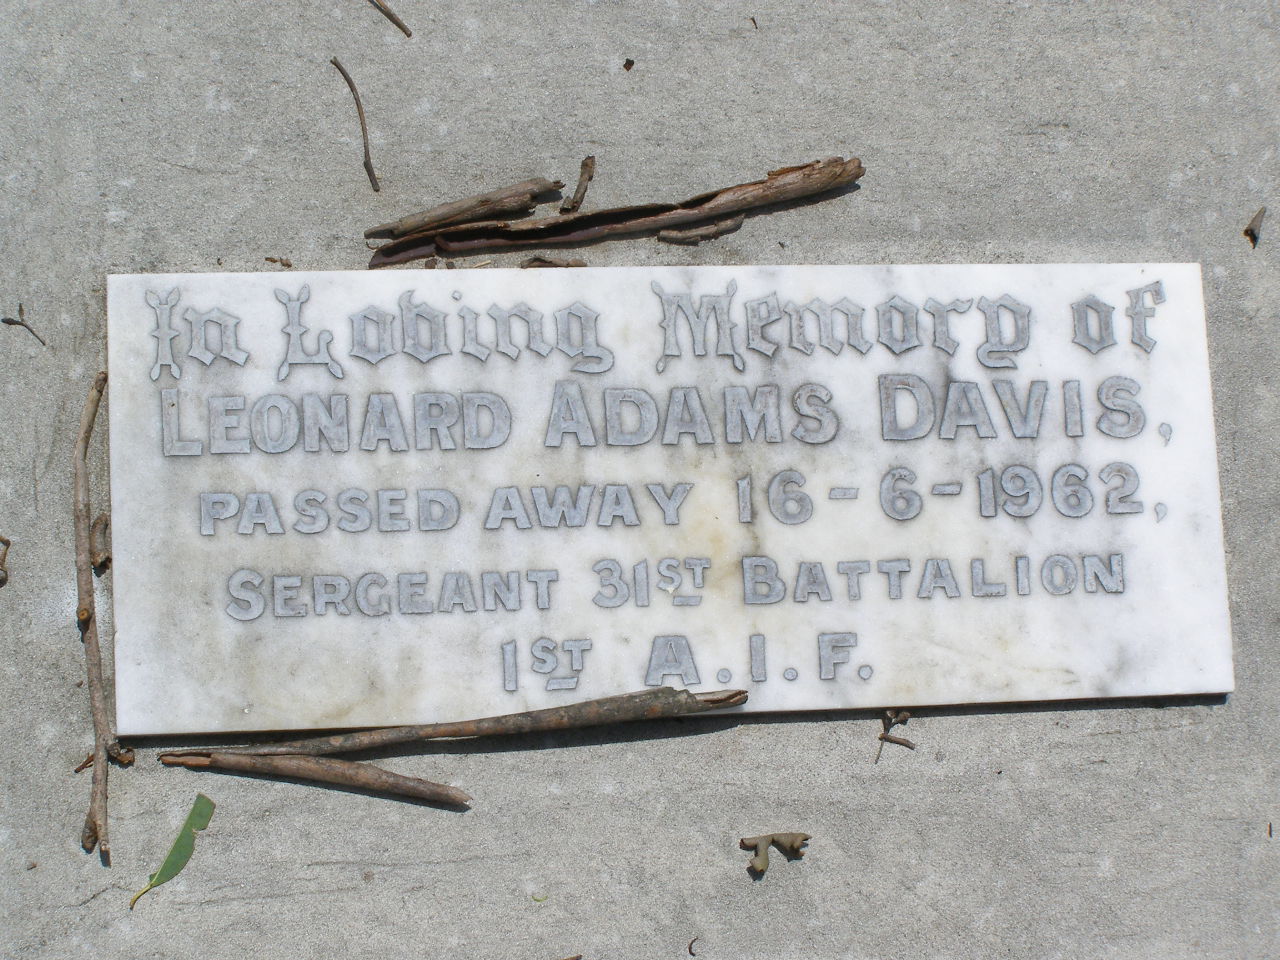 In Loving Memory of
LEONARD ADAMS DAVIS,
PASSED AWAY 16-6-1962,
SERGEANT 31ST BATTALION
1ST A.I.F.